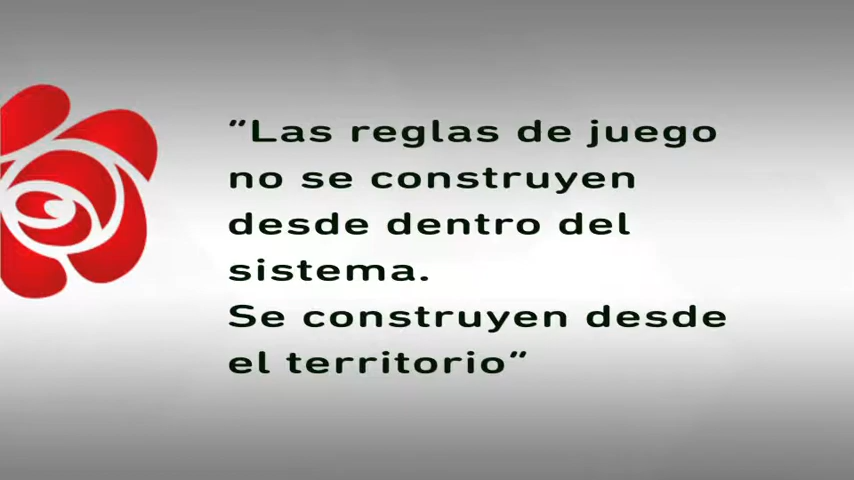 “Las reglas de juego
no se construyen
desde dentro del
sistema.
Se construyen desde
el territorio”